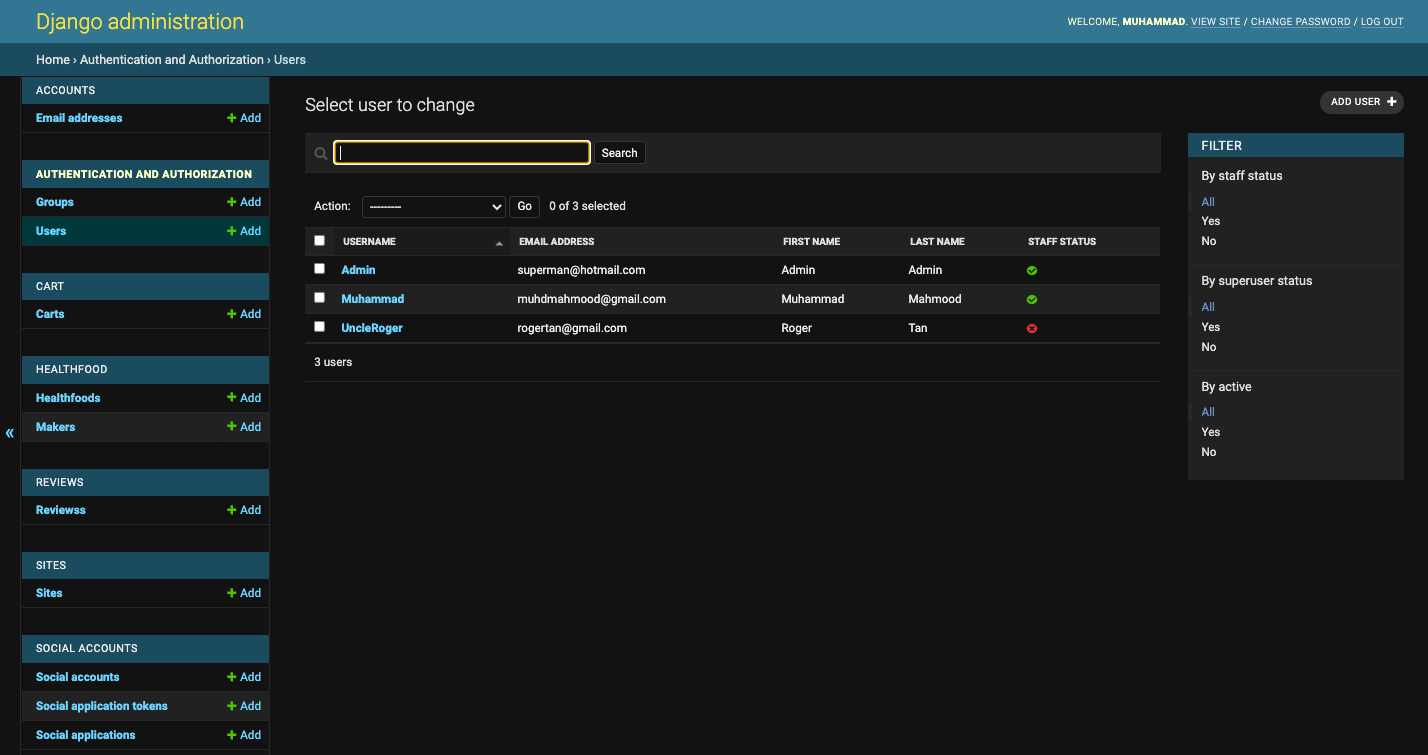 Django administration
WELCOME, MUHAMMAD. VIEW SITE / CHANGE PASSWORD / LOG OUT
Home › Authentication and Authorization › Users
ACCOUNTS
Email addresses + Add
AUTHENTICATION AND AUTHORIZATION
Groups + Add
Users + Add
CART
Carts + Add
HEALTHFOOD
Healthfoods + Add
Makers + Add
«
REVIEWS
Reviewss + Add
SITES
Sites + Add
SOCIAL ACCOUNTS
Social accounts + Add
Social application tokens + Add
Social applications + Add
Select user to change
ADD USER +
Search
Action: --------- Go 0 of 3 selected
USERNAME EMAIL ADDRESS FIRST NAME LAST NAME STAFF STATUS
Admin superman@hotmail.com Admin Admin
Muhammad muhdmahmood@gmail.com Muhammad Mahmood
UncleRoger rogertan@gmail.com Roger Tan
3 users
FILTER
By staff status
All
Yes
No
By superuser status
All
Yes
No
By active
All
Yes
No